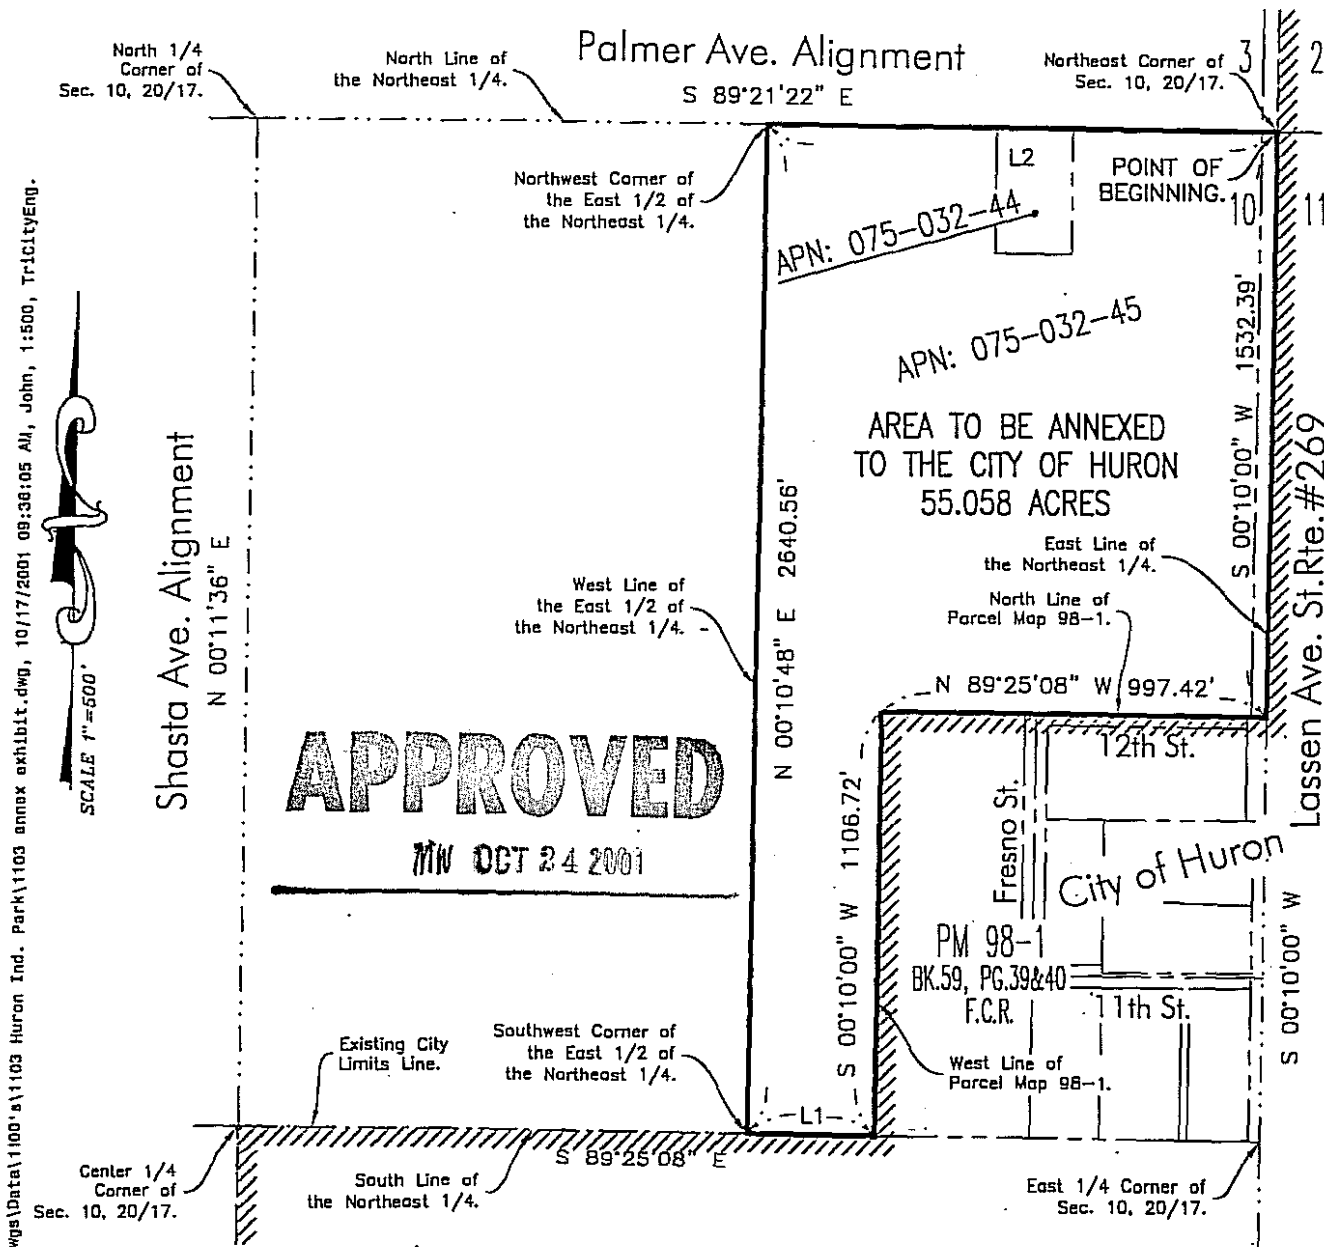 Palmer Ave. Alignment
S 89°21'22" E
North 1/4
Corner of
Sec. 10, 20/17.
North Line of
the Northeast 1/4.
Northeast Corner of
Sec. 10, 20/17.
3
2
L2
POINT OF
BEGINNING.
10
11
Northwest Corner of
the East 1/2 of
the Northeast 1/4.
APN: 075-032-44
APN: 075-032-45
S 00°10'00" W 1532.39'
AREA TO BE ANNEXED
TO THE CITY OF HURON
55.058 ACRES
East Line of
the Northeast 1/4.
North Line of
Parcel Map 98-1.
Lassen Ave. St.Rte.#269
Shasta Ave. Alignment
N 00°11'36" E
SCALE 1"=500'
West Line of
the East 1/2 of
the Northeast 1/4.
N 00°10'48" E 2640.56'
N 89°25'08" W 997.42'
12th St.
Fresno St.
City of Huron
APPROVED
MW OCT 24 2001
S 00°10'00" W 1106.72'
PM 98-1
BK.59, PG.39&40
F.C.R.
11th St.
S 00°10'00" W
West Line of
Parcel Map 98-1.
Existing City
Limits Line.
Southwest Corner of
the East 1/2 of
the Northeast 1/4.
L1
S 89°25'08" E
Center 1/4
Corner of
Sec. 10, 20/17.
South Line of
the Northeast 1/4.
East 1/4 Corner of
Sec. 10, 20/17.
wgs\Data\1100's\1103 Huron Ind. Park\1103 annex exhibit.dwg, 10/17/2001 09:38:05 AM, John, 1:500, TriCityEng.